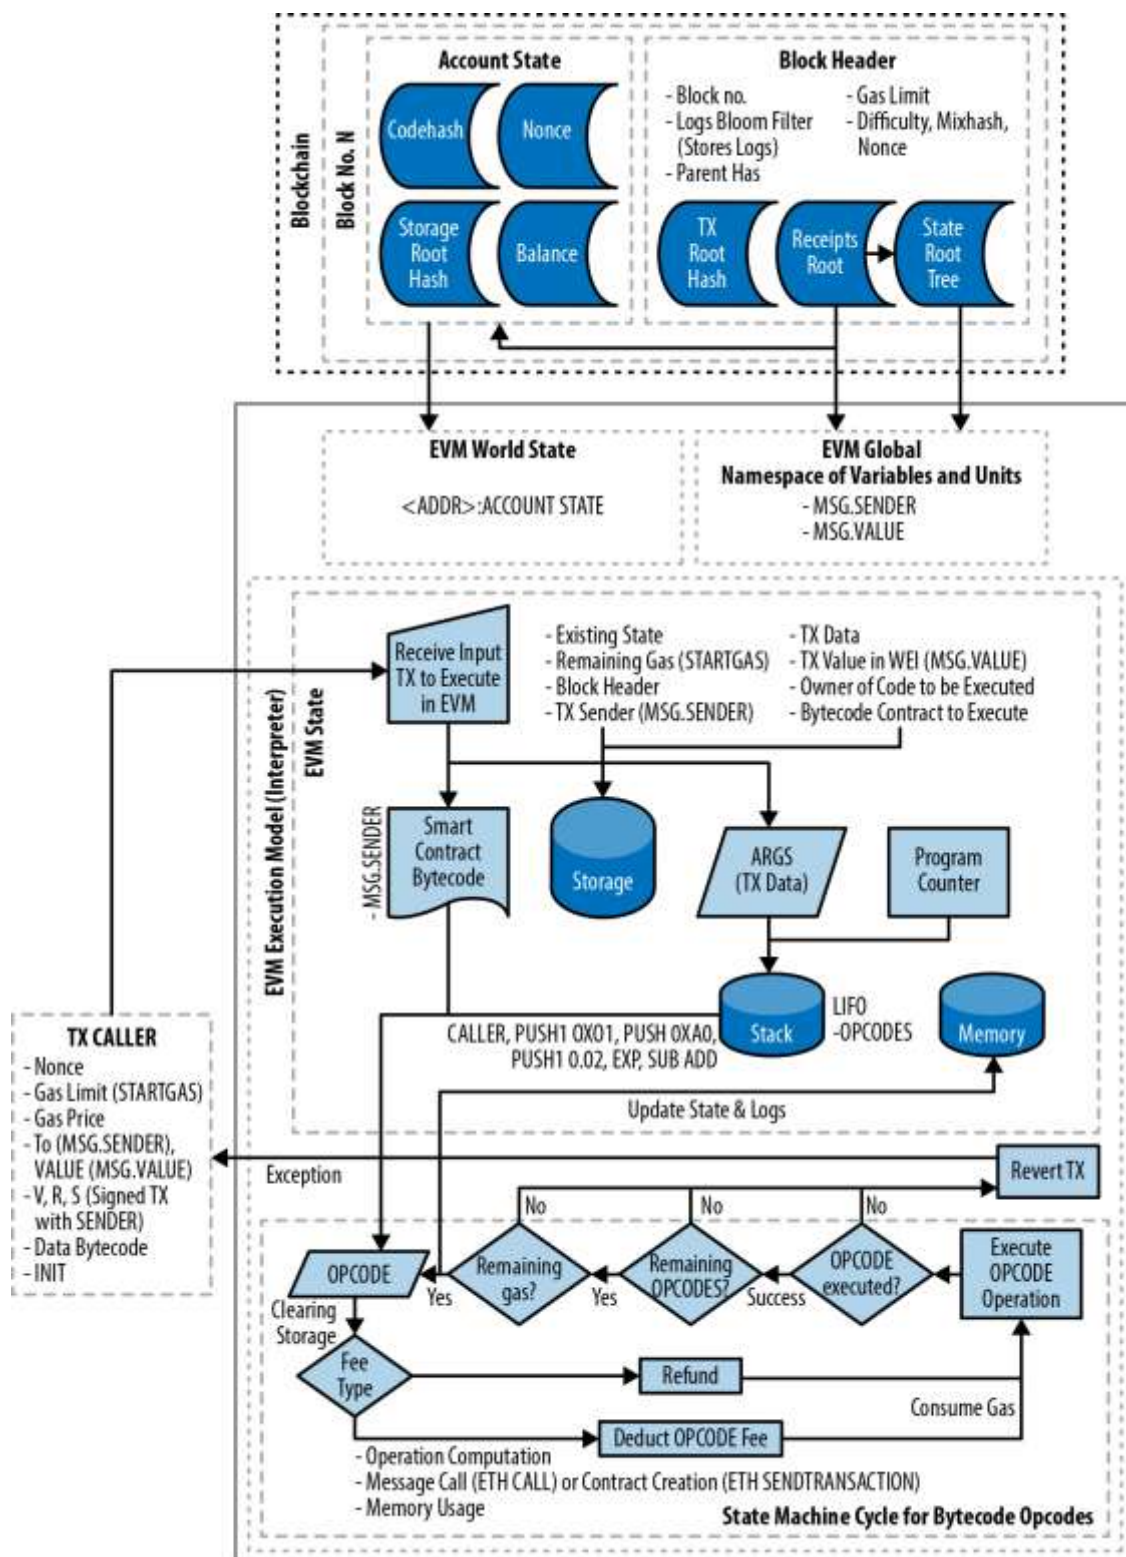 Blockchain
Block No. N
Account State
Codehash
Nonce
Storage
Root
Hash
Balance
Block Header
- Block no.
- Logs Bloom Filter
(Stores Logs)
- Parent Has
- Gas Limit
- Difficulty, Mixhash,
Nonce
TX
Root
Hash
Receipts
Root
State
Root
Tree
EVM World State
<ADDR>:ACCOUNT STATE
EVM Global
Namespace of Variables and Units
- MSG.SENDER
- MSG.VALUE
EVM Execution Model (Interpreter)
EVM State
Receive Input
TX to Execute
in EVM
- Existing State
- Remaining Gas (STARTGAS)
- Block Header
- TX Sender (MSG.SENDER)
- TX Data
- TX Value in WEI (MSG.VALUE)
- Owner of Code to be Executed
- Bytecode Contract to Execute
- MSG.SENDER
Smart
Contract
Bytecode
Storage
ARGS
(TX Data)
Program
Counter
Stack
LIFO
-OPCODES
Memory
CALLER, PUSH1 0X01, PUSH 0XA0,
PUSH1 0.02, EXP, SUB ADD
Update State & Logs
TX CALLER
- Nonce
- Gas Limit (STARTGAS)
- Gas Price
- To (MSG.SENDER),
VALUE (MSG.VALUE)
- V, R, S (Signed TX
with SENDER)
- Data Bytecode
- INIT
Exception
Revert TX
No
No
No
OPCODE
Yes
Remaining
gas?
Yes
Remaining
OPCODES?
Success
OPCODE
executed?
Execute
OPCODE
Operation
Clearing
Storage
Fee
Type
Refund
Consume Gas
Deduct OPCODE Fee
- Operation Computation
- Message Call (ETH CALL) or Contract Creation (ETH SENDTRANSACTION)
- Memory Usage
State Machine Cycle for Bytecode Opcodes